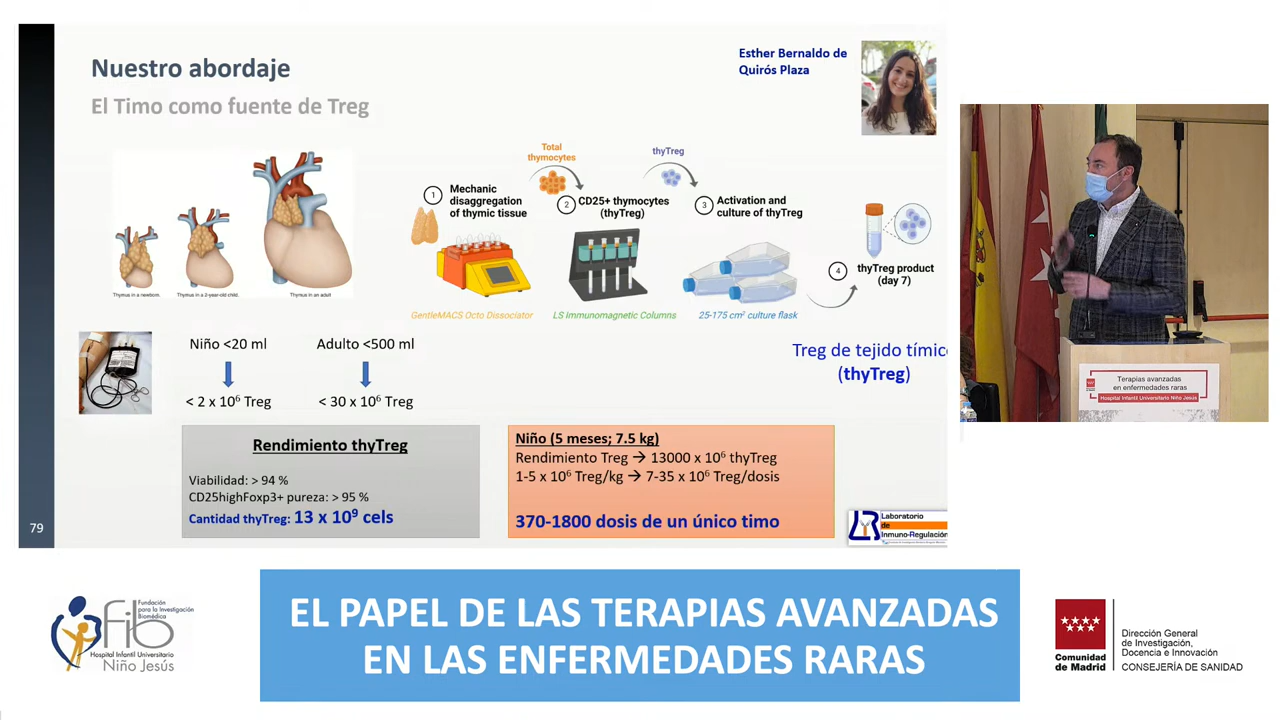 Nuestro abordaje
El Timo como fuente de Treg
Esther Bernaldo de
Quirós Plaza
Thymus in a newborn.
Thymus in a 2-year-old child.
Thymus in an adult
1
Mechanic
disaggregation
of thymic tissue
GentleMACS Octo Dissociator
Total
thymocytes
2
CD25+ thymocytes
(thyTreg)
LS Immunomagnetic Columns
thyTreg
3
Activation and
culture of thyTreg
25-175 cm² culture flask
4
thyTreg product
(day 7)
Niño <20 ml
Adulto <500 ml
< 2 x 10⁶ Treg
< 30 x 10⁶ Treg
Treg de tejido tímic
(thyTreg)
Rendimiento thyTreg
Viabilidad: > 94 %
CD25highFoxp3+ pureza: > 95 %
Cantidad thyTreg: 13 x 10⁹ cels
Niño (5 meses; 7.5 kg)
Rendimiento Treg → 13000 x 10⁶ thyTreg
1-5 x 10⁶ Treg/kg → 7-35 x 10⁶ Treg/dosis
370-1800 dosis de un único timo
79
Laboratorio
de
Inmuno-Regulación
Terapias avanzadas
en enfermedades raras
Hospital Infantil Universitario Niño Jesús
fib
Fundación
para la Investigación
Biomédica
Hospital Infantil Universitario
Niño Jesús
EL PAPEL DE LAS TERAPIAS AVANZADAS
EN LAS ENFERMEDADES RARAS
Comunidad
de Madrid
Dirección General
de Investigación,
Docencia e Innovación
CONSEJERÍA DE SANIDAD